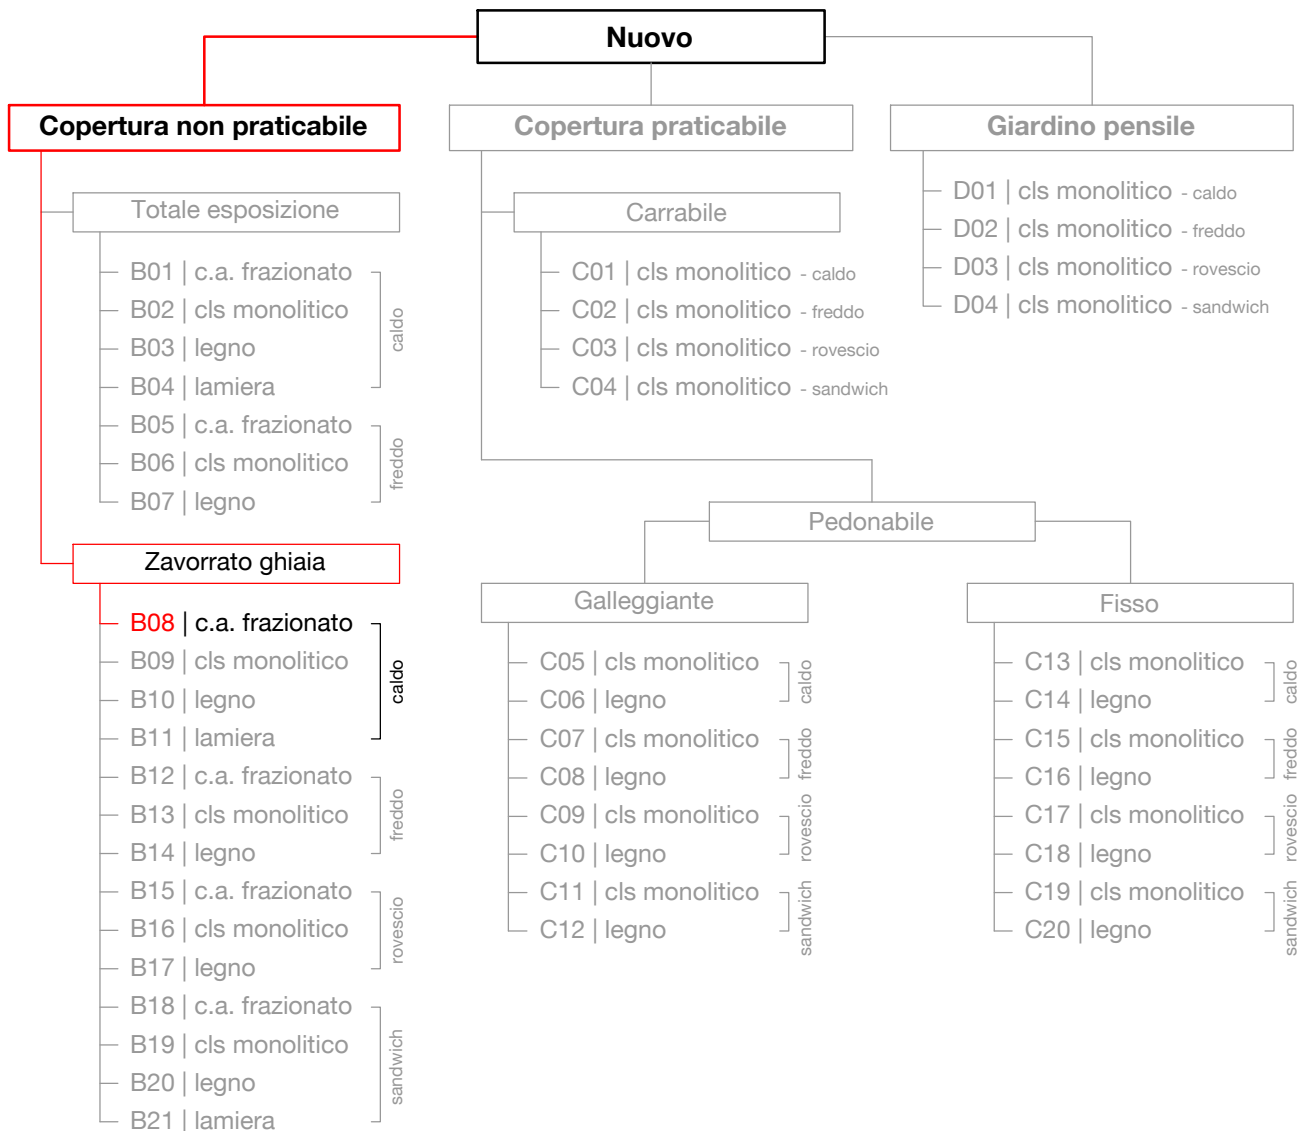 Nuovo
Copertura non praticabile
Totale esposizione
B01 | c.a. frazionato
B02 | cls monolitico
B03 | legno
B04 | lamiera
caldo
B05 | c.a. frazionato
B06 | cls monolitico
B07 | legno
freddo
Zavorrato ghiaia
B08 | c.a. frazionato
B09 | cls monolitico
B10 | legno
B11 | lamiera
caldo
B12 | c.a. frazionato
B13 | cls monolitico
B14 | legno
freddo
B15 | c.a. frazionato
B16 | cls monolitico
B17 | legno
rovescio
B18 | c.a. frazionato
B19 | cls monolitico
B20 | legno
B21 | lamiera
sandwich
Copertura praticabile
Carrabile
C01 | cls monolitico - caldo
C02 | cls monolitico - freddo
C03 | cls monolitico - rovescio
C04 | cls monolitico - sandwich
Pedonabile
Galleggiante
C05 | cls monolitico
C06 | legno
caldo
C07 | cls monolitico
C08 | legno
freddo
C09 | cls monolitico
C10 | legno
rovescio
C11 | cls monolitico
C12 | legno
sandwich
Fisso
C13 | cls monolitico
C14 | legno
caldo
C15 | cls monolitico
C16 | legno
freddo
C17 | cls monolitico
C18 | legno
rovescio
C19 | cls monolitico
C20 | legno
sandwich
Giardino pensile
D01 | cls monolitico - caldo
D02 | cls monolitico - freddo
D03 | cls monolitico - rovescio
D04 | cls monolitico - sandwich